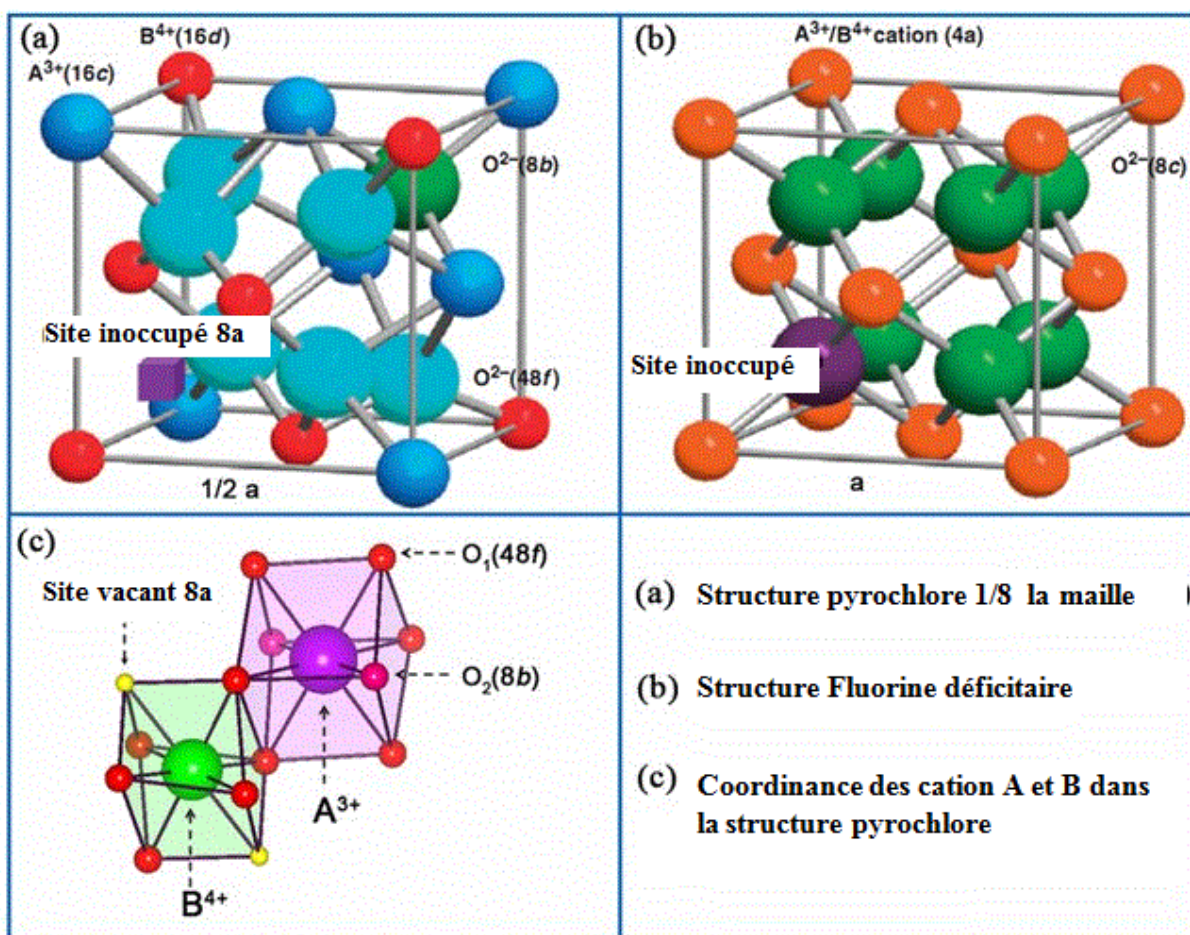 (a)
B⁴⁺(16d)
A³⁺(16c)
O²⁻(8b)
Site inoccupé 8a
O²⁻(48f)
1/2 a
(b)
A³⁺/B⁴⁺cation (4a)
O²⁻(8c)
Site inoccupé
a
(c)
O₁(48f)
Site vacant 8a
O₂(8b)
A³⁺
B⁴⁺
(a) Structure pyrochlore 1/8 la maille )
(b) Structure Fluorine déficitaire
(c) Coordinance des cation A et B dans
la structure pyrochlore